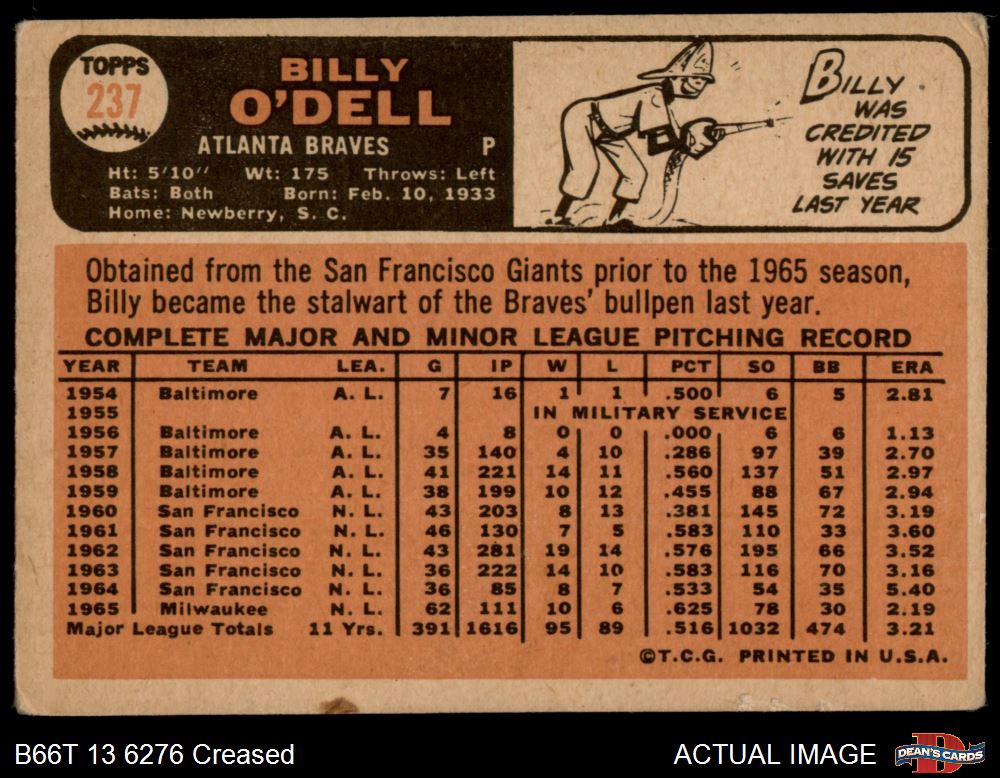 TOPPS
237
BILLY
O'DELL
ATLANTA BRAVES P
Ht: 5'10" Wt: 175 Throws: Left
Bats: Both Born: Feb. 10, 1933
Home: Newberry, S. C.
BILLY
WAS
CREDITED
WITH 15
SAVES
LAST YEAR
Obtained from the San Francisco Giants prior to the 1965 season,
Billy became the stalwart of the Braves' bullpen last year.
COMPLETE MAJOR AND MINOR LEAGUE PITCHING RECORD
YEAR TEAM LEA. G IP W L PCT SO BB ERA
1954 Baltimore A. L. 7 16 1 1 .500 6 5 2.81
1955 IN MILITARY SERVICE
1956 Baltimore A. L. 4 8 0 0 .000 6 6 1.13
1957 Baltimore A. L. 35 140 4 10 .286 97 39 2.70
1958 Baltimore A. L. 41 221 14 11 .560 137 51 2.97
1959 Baltimore A. L. 38 199 10 12 .455 88 67 2.94
1960 San Francisco N. L. 43 203 8 13 .381 145 72 3.19
1961 San Francisco N. L. 46 130 7 5 .583 110 33 3.60
1962 San Francisco N. L. 43 281 19 14 .576 195 66 3.52
1963 San Francisco N. L. 36 222 14 10 .583 116 70 3.16
1964 San Francisco N. L. 36 85 8 7 .533 54 35 5.40
1965 Milwaukee N. L. 62 111 10 6 .625 78 30 2.19
Major League Totals 11 Yrs. 391 1616 95 89 .516 1032 474 3.21
©T.C.G. PRINTED IN U.S.A.
B66T 13 6276 Creased
ACTUAL IMAGE
DEAN'S CARDS